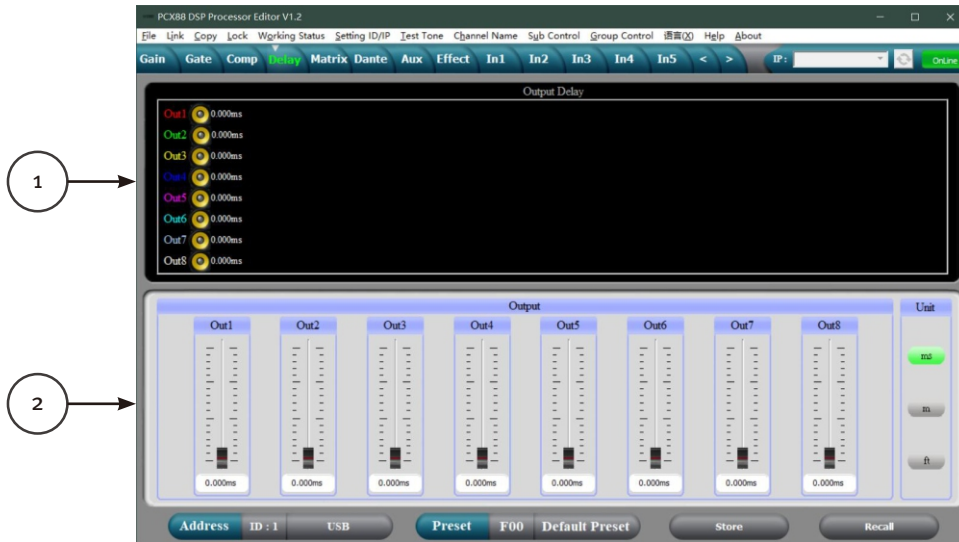 PCX88 DSP Processor Editor V1.2
File Link Copy Lock Working Status Setting ID/IP Test Tone Channel Name Sub Control Group Control 语言(X) Help About
Gain Gate Comp Delay Matrix Dante Aux Effect In1 In2 In3 In4 In5 < > IP: OnLine
Output Delay
Out1 0.000ms
Out2 0.000ms
Out3 0.000ms
Out4 0.000ms
Out5 0.000ms
Out6 0.000ms
Out7 0.000ms
Out8 0.000ms
1
Output Unit
Out1 Out2 Out3 Out4 Out5 Out6 Out7 Out8
ms
m
ft
2
0.000ms 0.000ms 0.000ms 0.000ms 0.000ms 0.000ms 0.000ms 0.000ms
Address ID : 1 USB Preset F00 Default Preset Store Recall